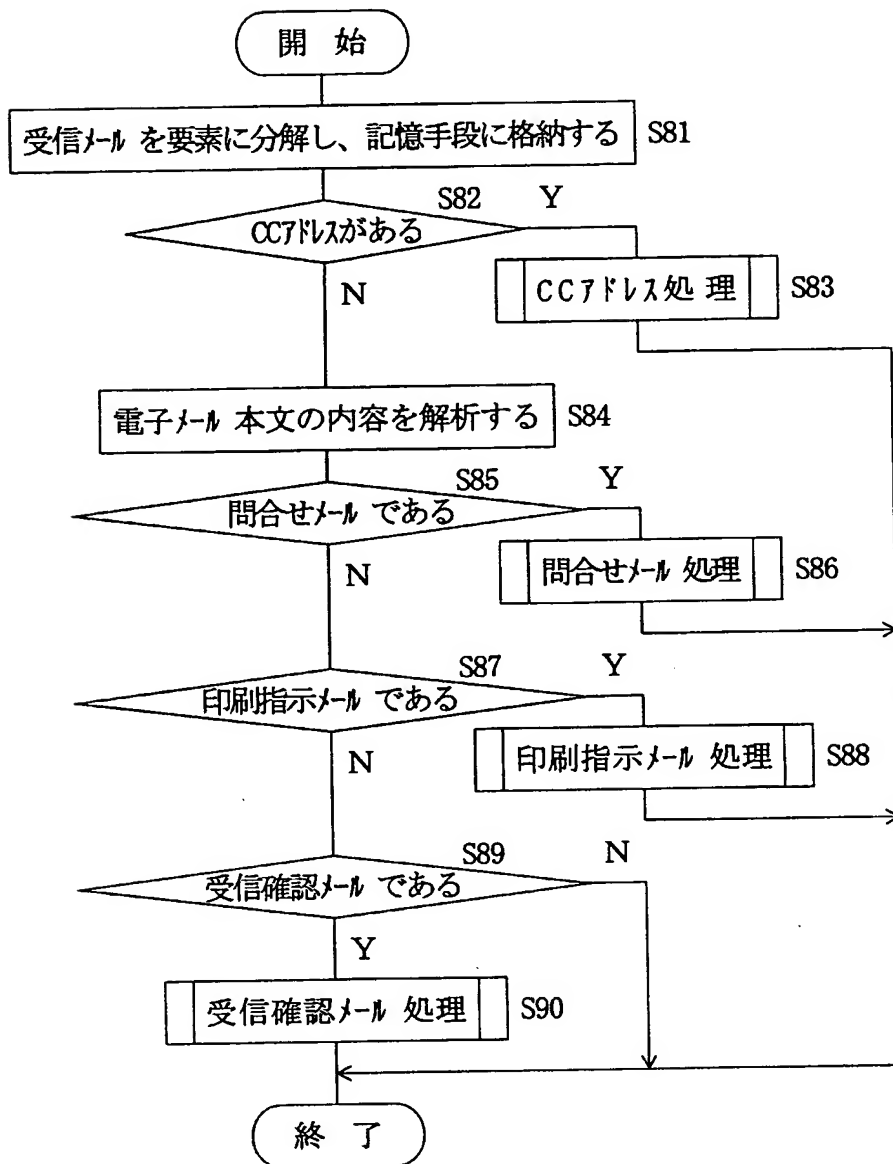 開 始
受信ﾒｰﾙ を要素に分解し、記憶手段に格納する S81
S82 Y
CCｱﾄﾞﾚｽがある
N
CCｱﾄﾞﾚｽ処 理 S83
電子ﾒｰﾙ 本文の内容を解析する S84
S85 Y
問合せﾒｰﾙ である
N
問合せﾒｰﾙ 処理 S86
S87 Y
印刷指示ﾒｰﾙ である
N
印刷指示ﾒｰﾙ 処理 S88
S89 N
受信確認ﾒｰﾙ である
Y
受信確認ﾒｰﾙ 処理 S90
終 了